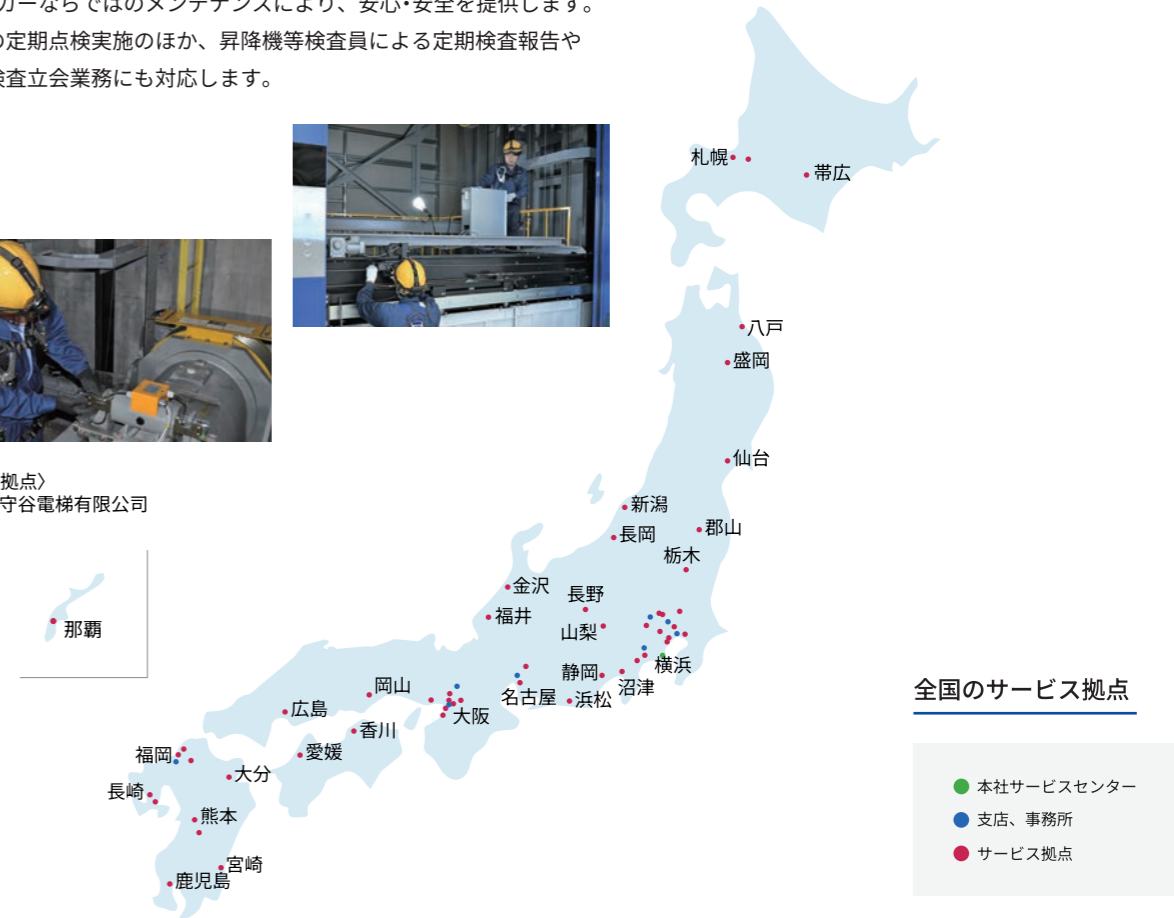 カーならではのメンテナンスにより、安心・安全を提供します。
の定期点検実施のほか、昇降機等検査員による定期検査報告や
検査立会業務にも対応します。
札幌
帯広
八戸
盛岡
拠点〉
守谷電梯有限公司
仙台
新潟
長岡
郡山
栃木
金沢
長野
福井
山梨
那覇
横浜
静岡
沼津
岡山
名古屋
浜松
全国のサービス拠点
広島
大阪
香川
福岡
愛媛
大分
長崎
熊本
宮崎
鹿児島
本社サービスセンター
支店、事務所
サービス拠点